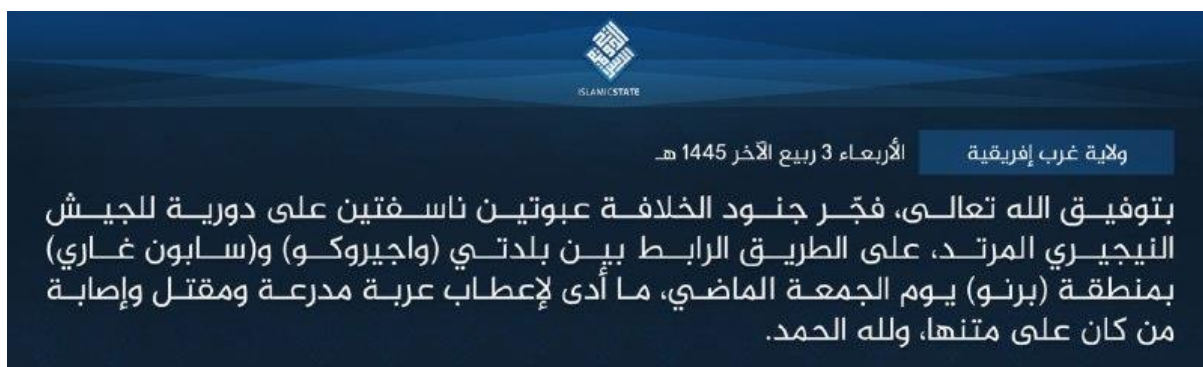 ISLAMICSTATE
ولاية غرب إفريقية
الأربعاء 3 ربيع الآخر 1445 هـ
بتوفيق الله تعالى، فجّر جنود الخلافة عبوتين ناسفتين على دورية للجيش
النيجيري المرتد، على الطريق الرابط بين بلدتي (واجيروكو) و(سابون غاري)
بمنطقة (برنو) يوم الجمعة الماضي، ما أدى لإعطاب عربة مدرعة ومقتل وإصابة
من كان على متنها، ولله الحمد.